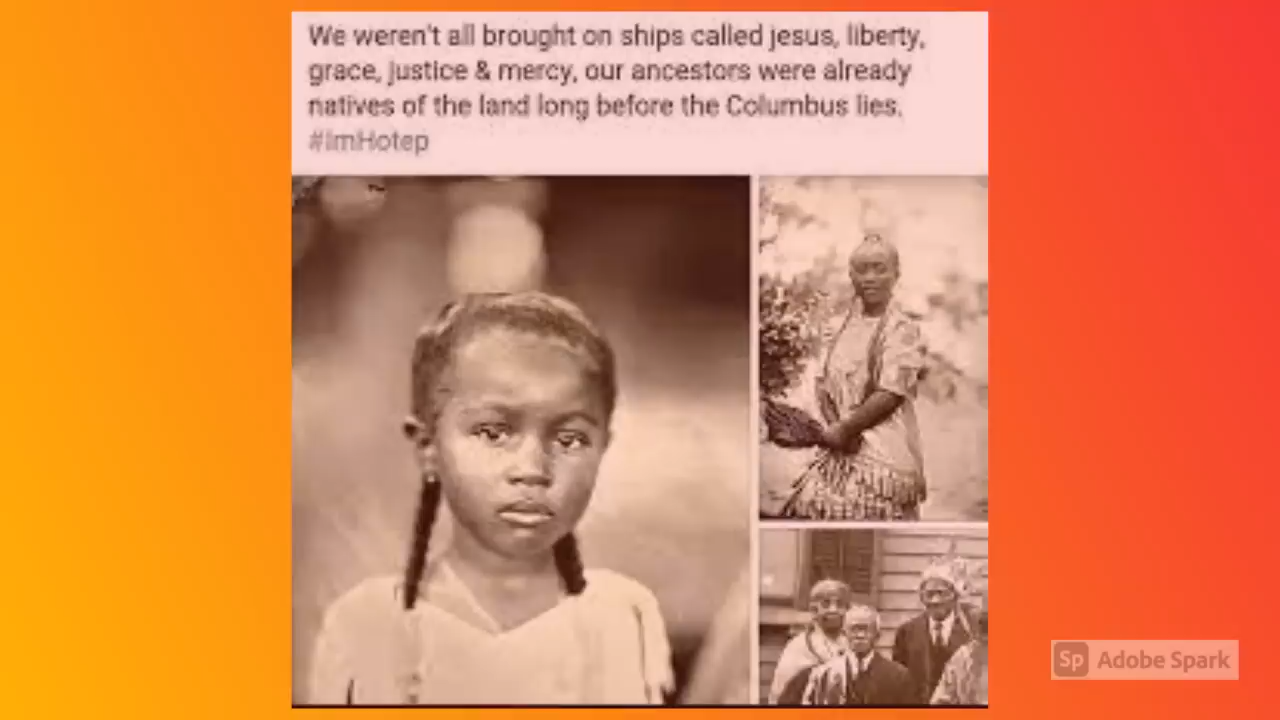 We weren't all brought on ships called jesus, liberty,
grace, justice & mercy, our ancestors were already
natives of the land long before the Columbus lies.
#ImHotep
Sp Adobe Spark